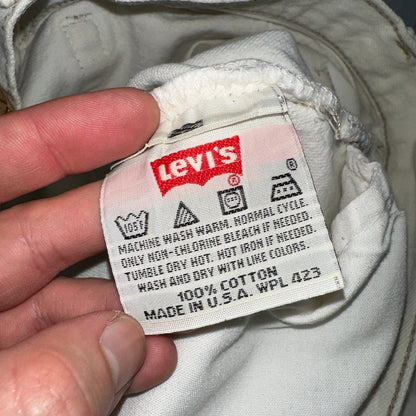 LEVI'S
®
®
105F
MACHINE WASH WARM. NORMAL CYCLE.
ONLY NON-CHLORINE BLEACH IF NEEDED.
TUMBLE DRY HOT. HOT IRON IF NEEDED.
WASH AND DRY WITH LIKE COLORS.
100% COTTON
MADE IN U.S.A. WPL 423